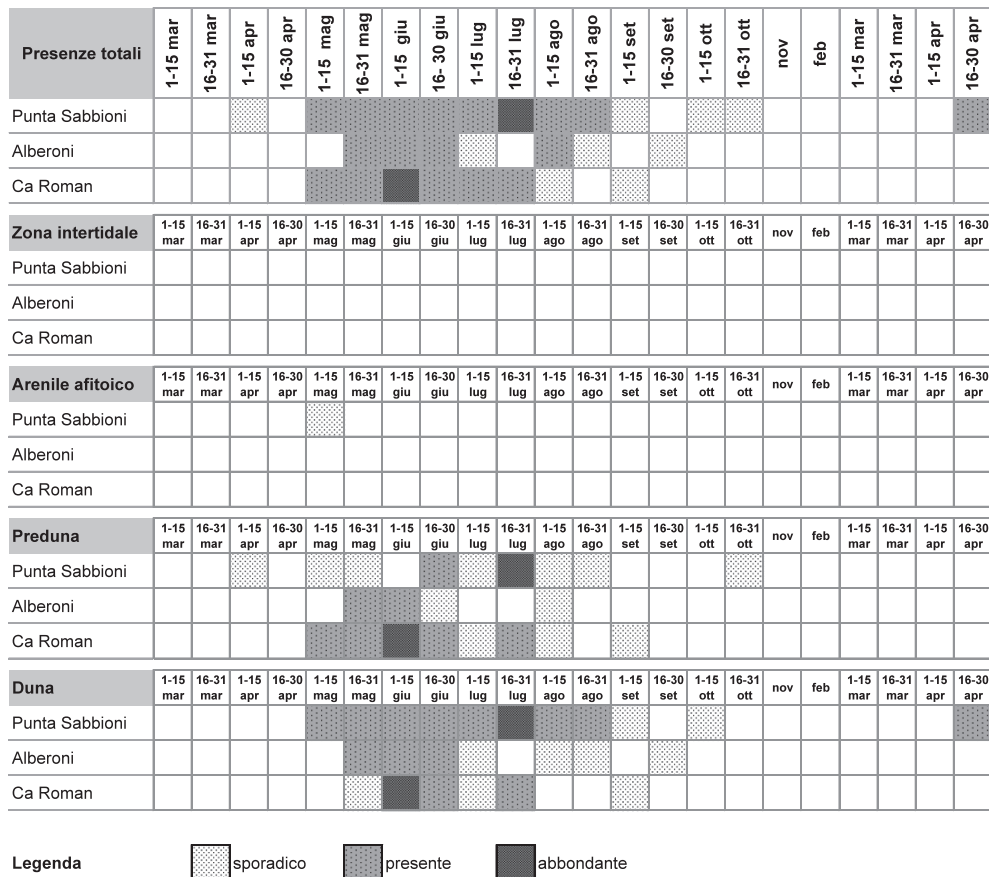 Presenze totali 1-15 mar 16-31 mar 1-15 apr 16-30 apr 1-15 mag 16-31 mag 1-15 giu 16- 30 giu 1-15 lug 16-31 lug 1-15 ago 16-31 ago 1-15 set 16-30 set 1-15 ott 16-31 ott nov feb 1-15 mar 16-31 mar 1-15 apr 16-30 apr
Punta Sabbioni
Alberoni
Ca Roman
Zona intertidale 1-15 mar 16-31 mar 1-15 apr 16-30 apr 1-15 mag 16-31 mag 1-15 giu 16-30 giu 1-15 lug 16-31 lug 1-15 ago 16-31 ago 1-15 set 16-30 set 1-15 ott 16-31 ott nov feb 1-15 mar 16-31 mar 1-15 apr 16-30 apr
Punta Sabbioni
Alberoni
Ca Roman
Arenile afitoico 1-15 mar 16-31 mar 1-15 apr 16-30 apr 1-15 mag 16-31 mag 1-15 giu 16-30 giu 1-15 lug 16-31 lug 1-15 ago 16-31 ago 1-15 set 16-30 set 1-15 ott 16-31 ott nov feb 1-15 mar 16-31 mar 1-15 apr 16-30 apr
Punta Sabbioni
Alberoni
Ca Roman
Preduna 1-15 mar 16-31 mar 1-15 apr 16-30 apr 1-15 mag 16-31 mag 1-15 giu 16-30 giu 1-15 lug 16-31 lug 1-15 ago 16-31 ago 1-15 set 16-30 set 1-15 ott 16-31 ott nov feb 1-15 mar 16-31 mar 1-15 apr 16-30 apr
Punta Sabbioni
Alberoni
Ca Roman
Duna 1-15 mar 16-31 mar 1-15 apr 16-30 apr 1-15 mag 16-31 mag 1-15 giu 16-30 giu 1-15 lug 16-31 lug 1-15 ago 16-31 ago 1-15 set 16-30 set 1-15 ott 16-31 ott nov feb 1-15 mar 16-31 mar 1-15 apr 16-30 apr
Punta Sabbioni
Alberoni
Ca Roman
Legenda sporadico presente abbondante